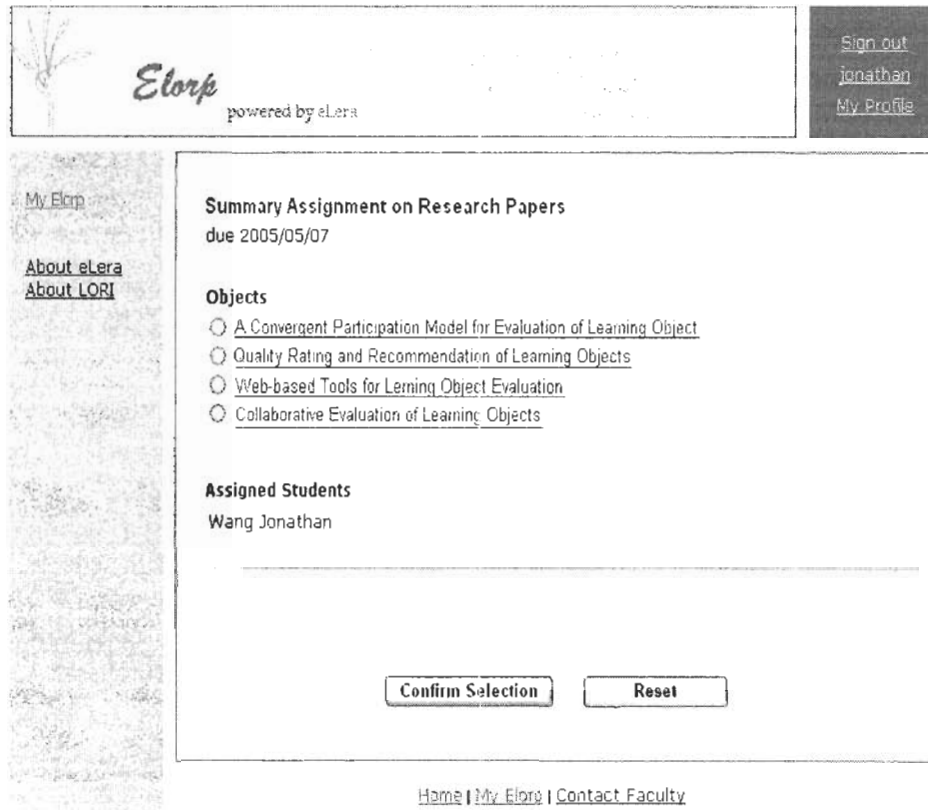 Elorp
powered by eLera
Sign out
jonathan
My Profile
My Elorp
About eLera
About LORI
Summary Assignment on Research Papers
due 2005/05/07
Objects
A Convergent Participation Model for Evaluation of Learning Object
Quality Rating and Recommendation of Learning Objects
Web-based Tools for Lerning Object Evaluation
Collaborative Evaluation of Learning Objects
Assigned Students
Wang Jonathan
Confirm Selection
Reset
Home | My Elorp | Contact Faculty